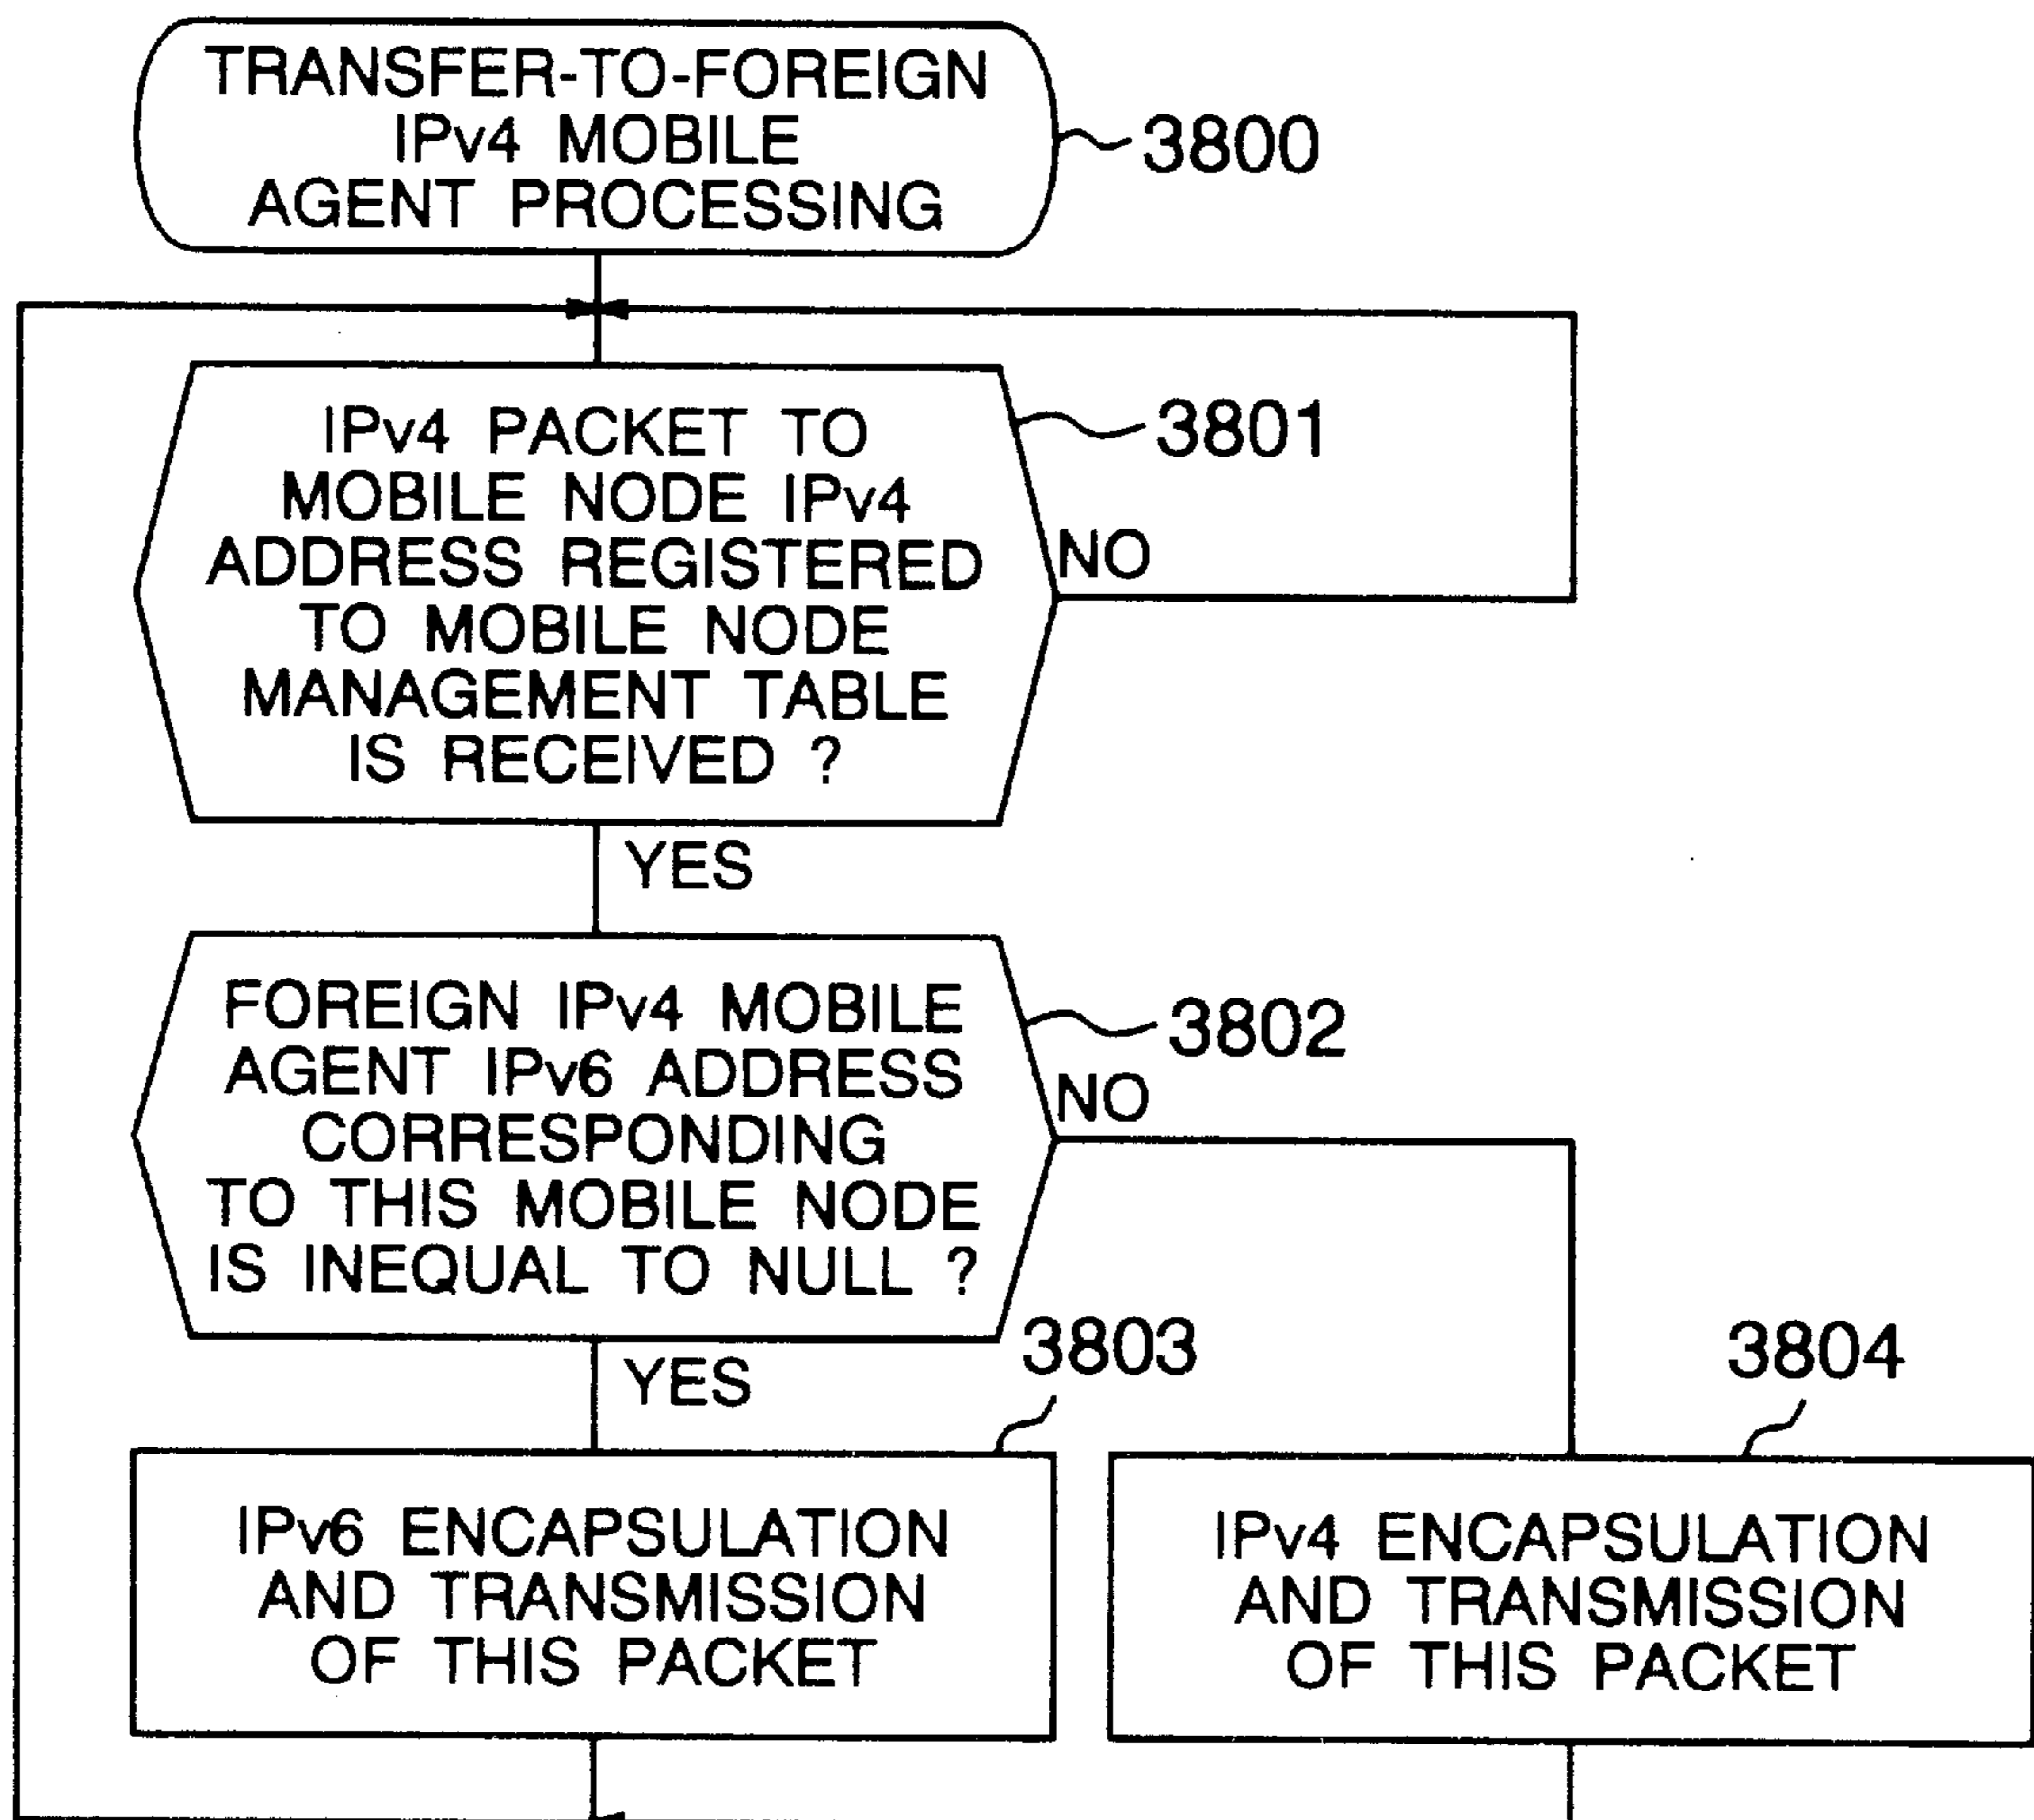 TRANSFER-TO-FOREIGN
IPv4 MOBILE
AGENT PROCESSING
3800
IPv4 PACKET TO
MOBILE NODE IPv4
ADDRESS REGISTERED
TO MOBILE NODE
MANAGEMENT TABLE
IS RECEIVED ?
3801
NO
YES
FOREIGN IPv4 MOBILE
AGENT IPv6 ADDRESS
CORRESPONDING
TO THIS MOBILE NODE
IS INEQUAL TO NULL ?
3802
NO
YES
3803
IPv6 ENCAPSULATION
AND TRANSMISSION
OF THIS PACKET
3804
IPv4 ENCAPSULATION
AND TRANSMISSION
OF THIS PACKET